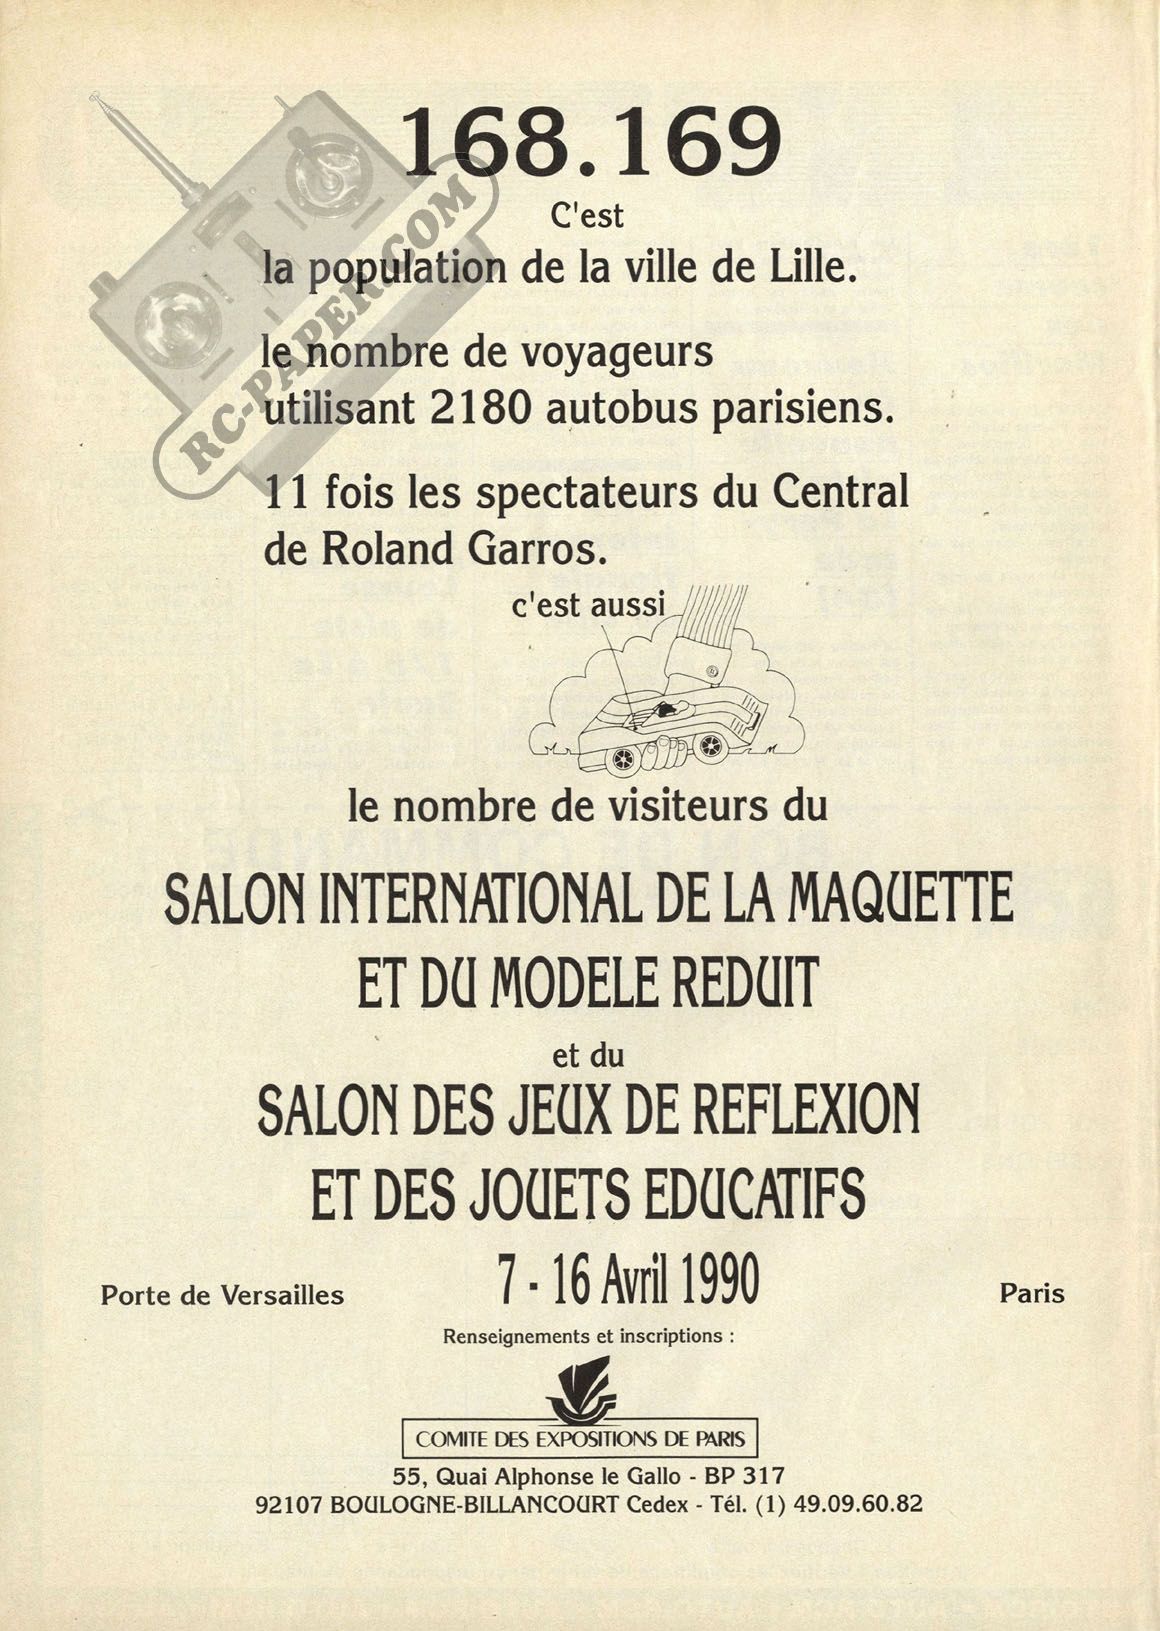 168.169
C'est
la population de la ville de Lille.
le nombre de voyageurs
utilisant 2180 autobus parisiens.
11 fois les spectateurs du Central
de Roland Garros.
c'est aussi
le nombre de visiteurs du
SALON INTERNATIONAL DE LA MAQUETTE
ET DU MODELE REDUIT
et du
SALON DES JEUX DE REFLEXION
ET DES JOUETS EDUCATIFS
7 - 16 Avril 1990
Porte de Versailles
Paris
Renseignements et inscriptions :
COMITE DES EXPOSITIONS DE PARIS
55, Quai Alphonse le Gallo - BP 317
92107 BOULOGNE-BILLANCOURT Cedex - Tél. (1) 49.09.60.82
RC-PAPER.COM